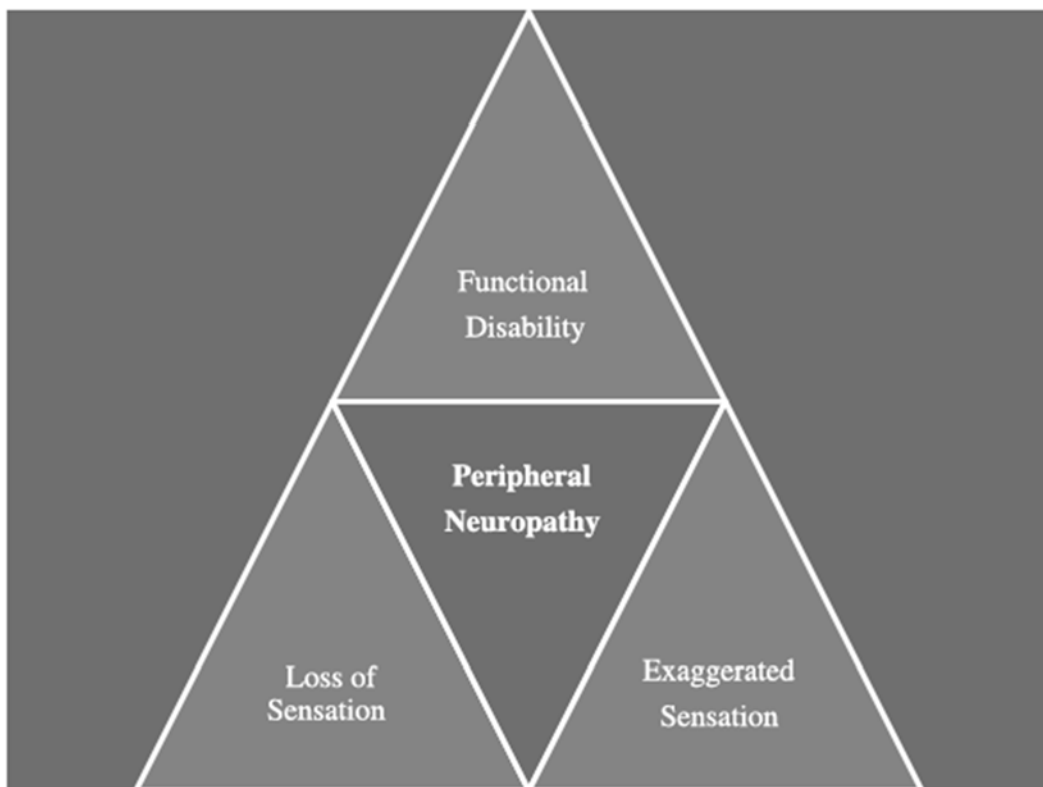 Functional
Disability
Peripheral
Neuropathy
Loss of
Sensation
Exaggerated
Sensation